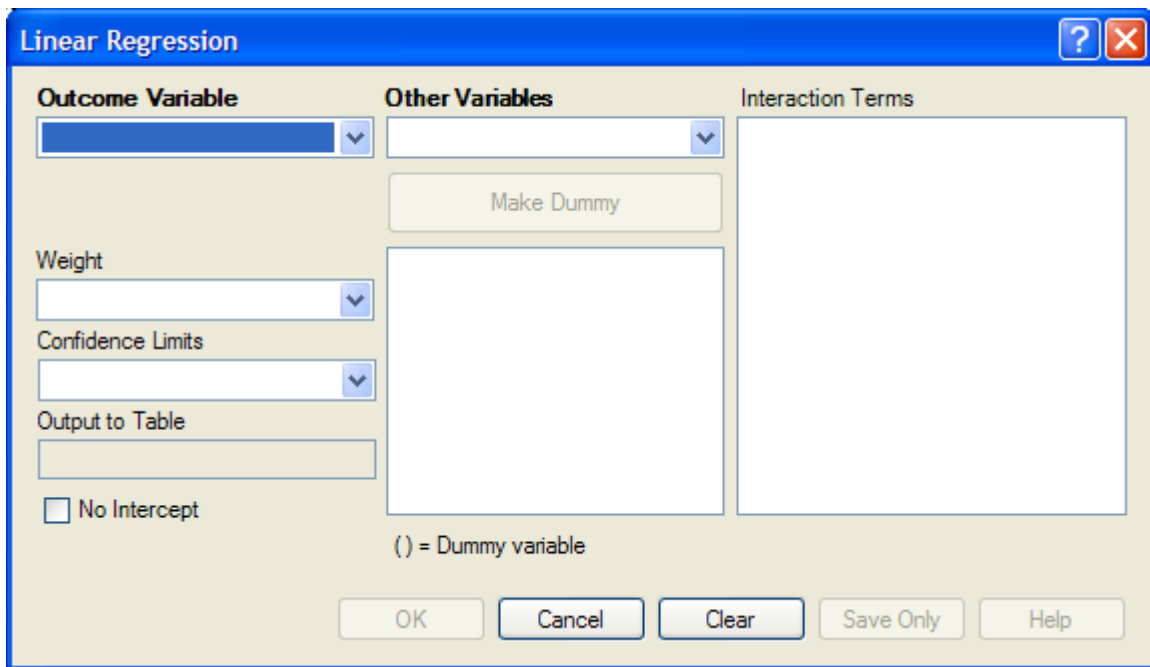 Linear Regression
Outcome Variable
Other Variables
Interaction Terms
Make Dummy
Weight
Confidence Limits
Output to Table
No Intercept
( ) = Dummy variable
OK Cancel Clear Save Only Help